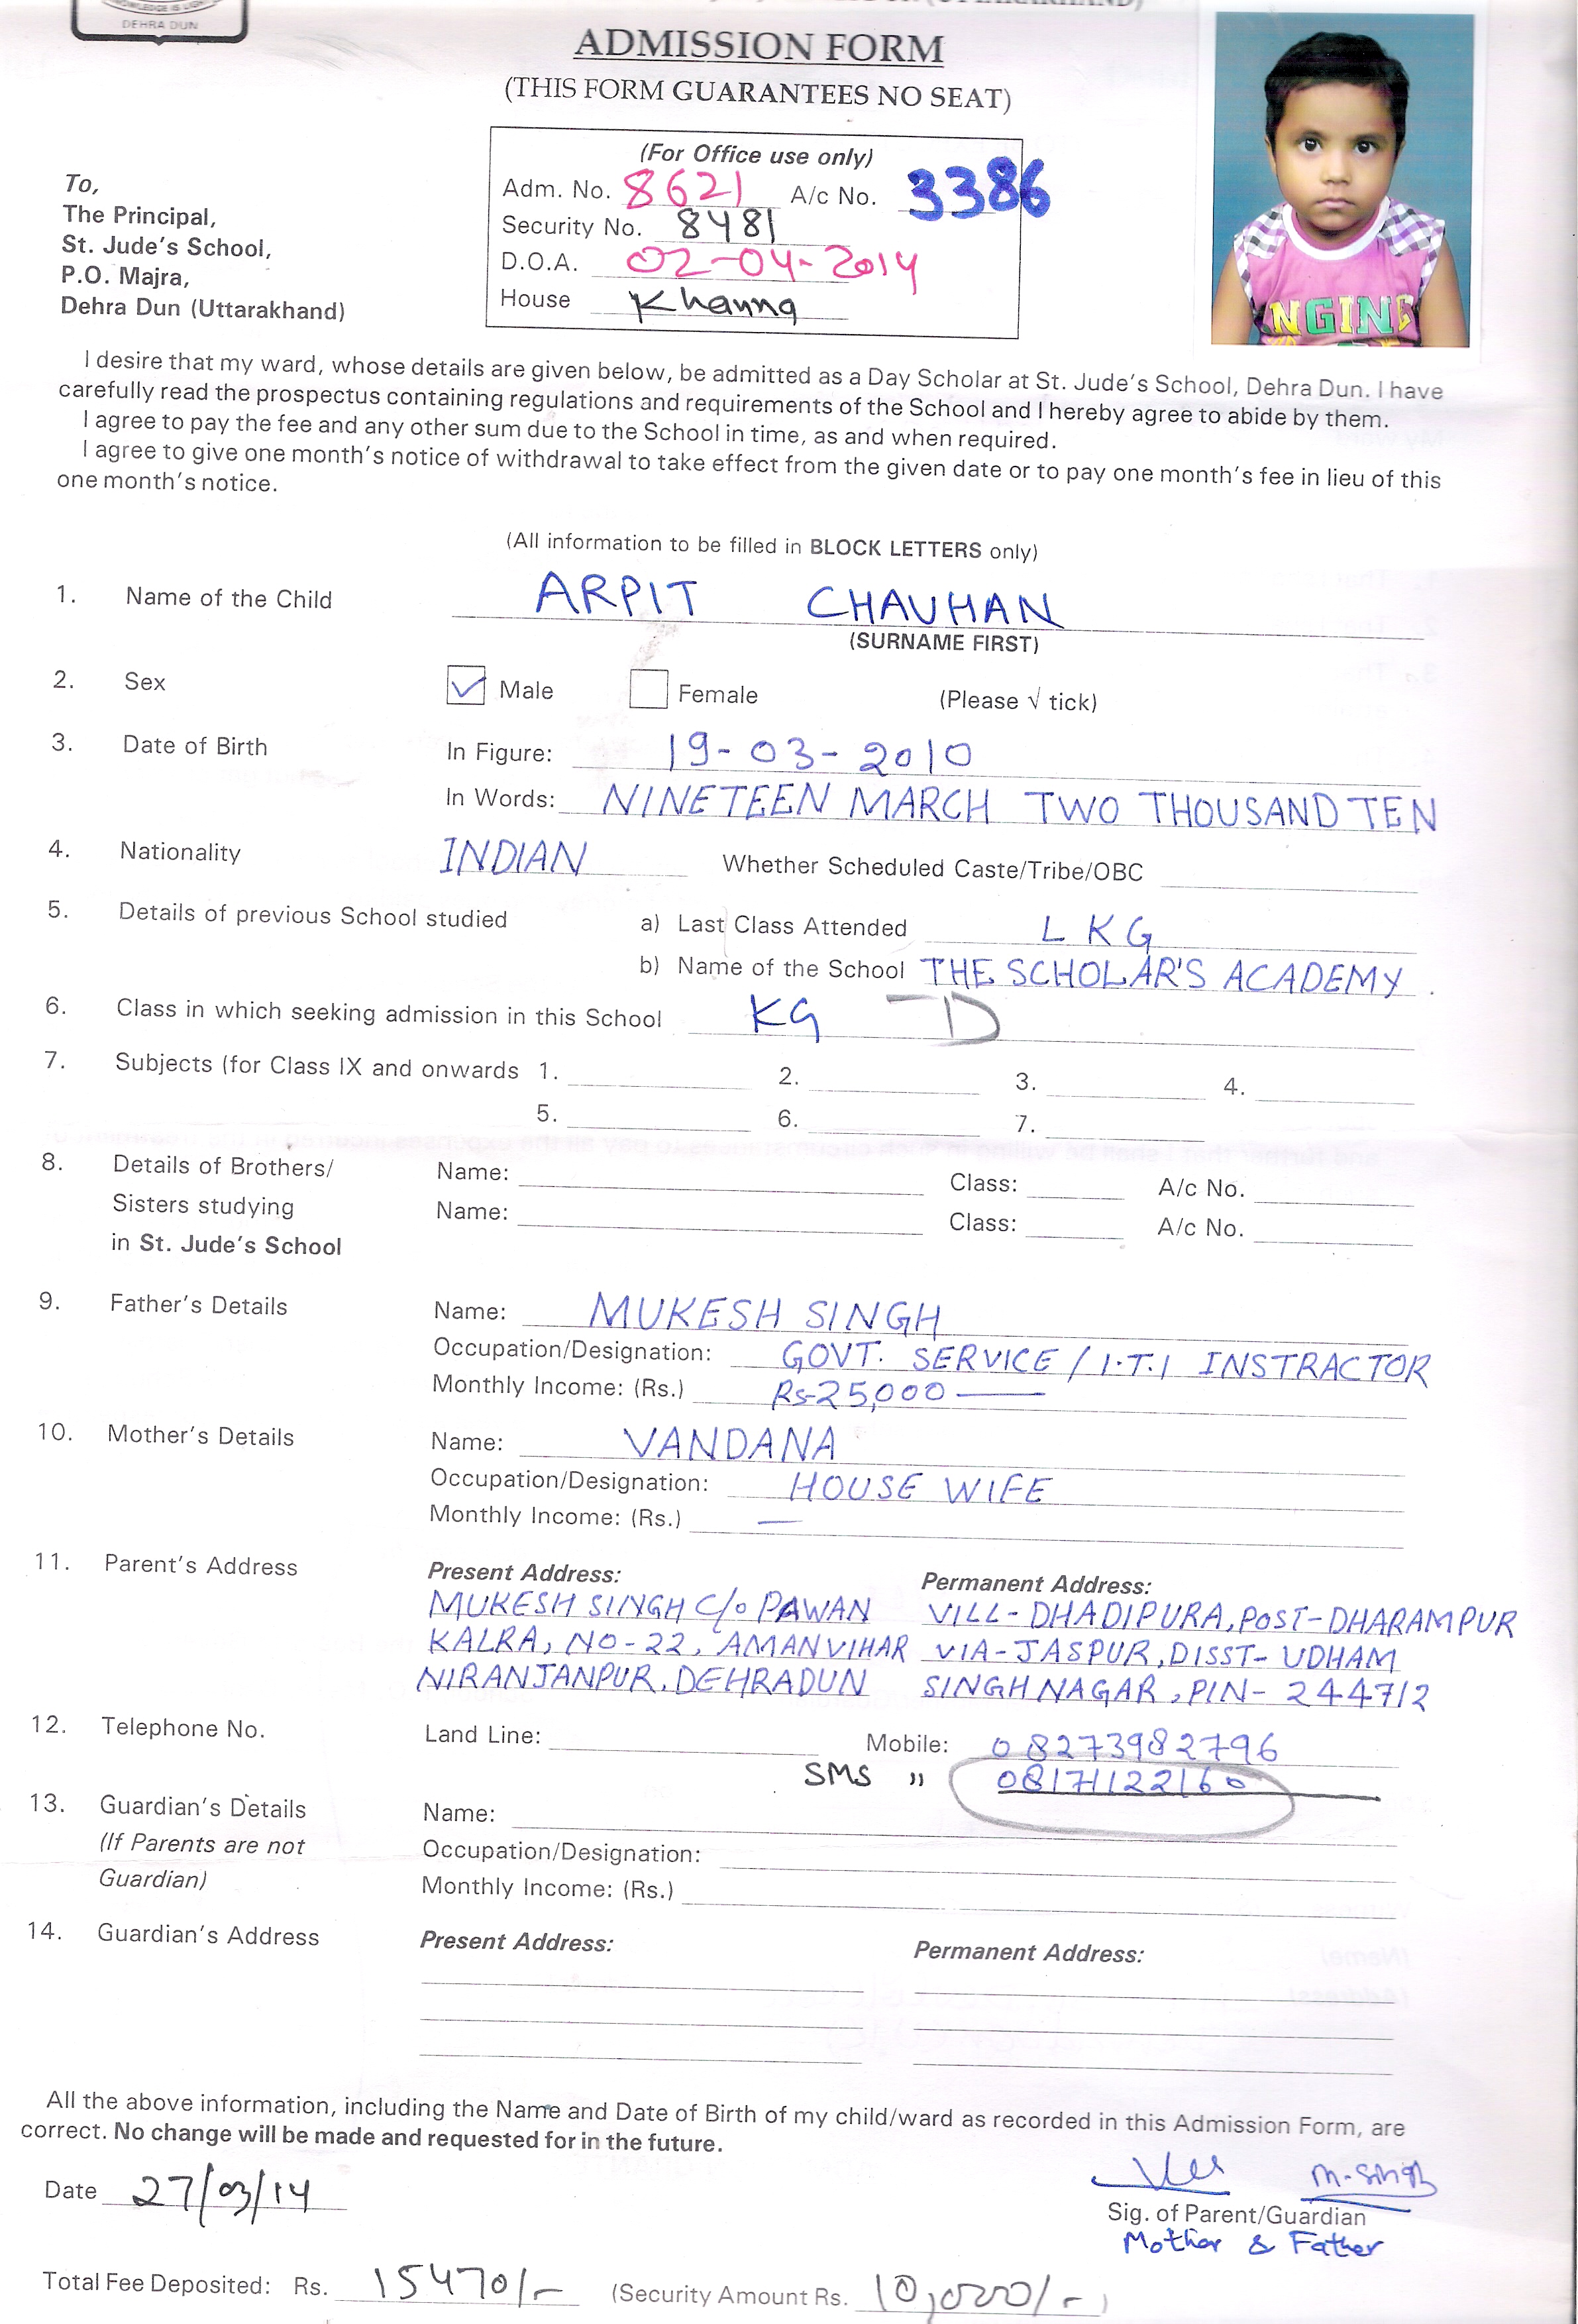 DEHRA DUN
ADMISSION FORM
(THIS FORM GUARANTEES NO SEAT)
To,
The Principal,
St. Jude's School,
P.O. Majra,
Dehra Dun (Uttarakhand)
(For Office use only)
Adm. No. 8621 A/c No. 3386
Security No. 8481
D.O.A. 02-04-2014
House Khanna
NGING
I desire that my ward, whose details are given below, be admitted as a Day Scholar at St. Jude's School, Dehra Dun. I have
carefully read the prospectus containing regulations and requirements of the School and I hereby agree to abide by them.
I agree to pay the fee and any other sum due to the School in time, as and when required.
I agree to give one month's notice of withdrawal to take effect from the given date or to pay one month's fee in lieu of this
one month's notice.
(All information to be filled in BLOCK LETTERS only)
1. Name of the Child ARPIT CHAUHAN
(SURNAME FIRST)
2. Sex Male Female (Please √ tick)
3. Date of Birth In Figure: 19-03-2010
In Words: NINETEEN MARCH TWO THOUSAND TEN
4. Nationality INDIAN Whether Scheduled Caste/Tribe/OBC
5. Details of previous School studied a) Last Class Attended LKG
b) Name of the School THE SCHOLAR'S ACADEMY.
6. Class in which seeking admission in this School KG - D
7. Subjects (for Class IX and onwards 1. 2. 3. 4.
5. 6. 7.
8. Details of Brothers/ Name: Class: A/c No.
Sisters studying Name: Class: A/c No.
in St. Jude's School
9. Father's Details Name: MUKESH SINGH
Occupation/Designation: GOVT. SERVICE / I.T.I INSTRACTOR
Monthly Income: (Rs.) Rs-25,000
10. Mother's Details Name: VANDANA
Occupation/Designation: HOUSE WIFE
Monthly Income: (Rs.) —
11. Parent's Address Present Address: Permanent Address:
MUKESH SINGH C/o PAWAN VILL-DHADIPURA, POST-DHARAMPUR
KALRA, NO-22, AMANVIHAR VIA-JASPUR, DISST-UDHAM
NIRANJANPUR, DEHRADUN SINGH NAGAR, PIN-244712
12. Telephone No. Land Line: Mobile: 08273982796
SMS " 08171122160
13. Guardian's Details Name:
(If Parents are not Occupation/Designation:
Guardian) Monthly Income: (Rs.)
14. Guardian's Address Present Address: Permanent Address:
All the above information, including the Name and Date of Birth of my child/ward as recorded in this Admission Form, are
correct. No change will be made and requested for in the future.
Date 27/03/14 M.Singh
Sig. of Parent/Guardian
Mother & Father
Total Fee Deposited: Rs. 15470/- (Security Amount Rs. 10,000/-)